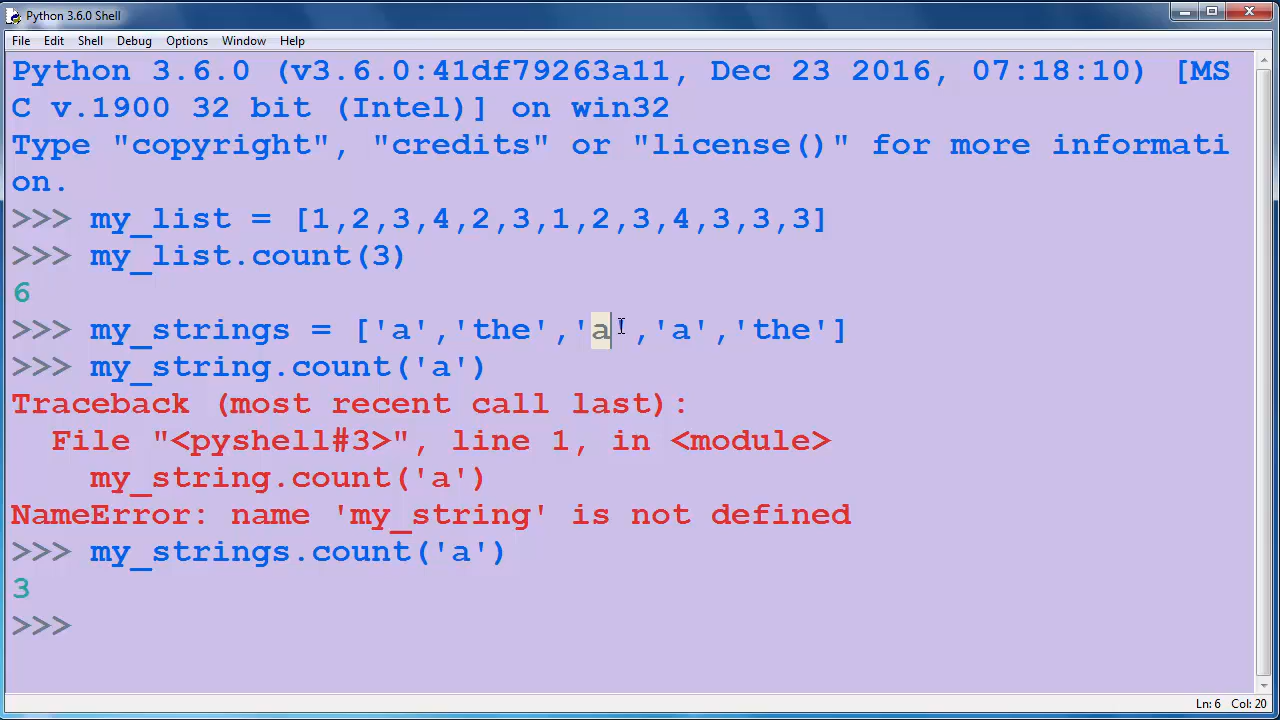 Python 3.6.0 Shell
File Edit Shell Debug Options Window Help
Python 3.6.0 (v3.6.0:41df79263a11, Dec 23 2016, 07:18:10) [MS
C v.1900 32 bit (Intel)] on win32
Type "copyright", "credits" or "license()" for more informati
on.
>>> my_list = [1,2,3,4,2,3,1,2,3,4,3,3,3]
>>> my_list.count(3)
6
>>> my_strings = ['a','the','a','a','the']
>>> my_string.count('a')
Traceback (most recent call last):
  File "<pyshell#3>", line 1, in <module>
    my_string.count('a')
NameError: name 'my_string' is not defined
>>> my_strings.count('a')
3
>>>
Ln: 6 Col: 20